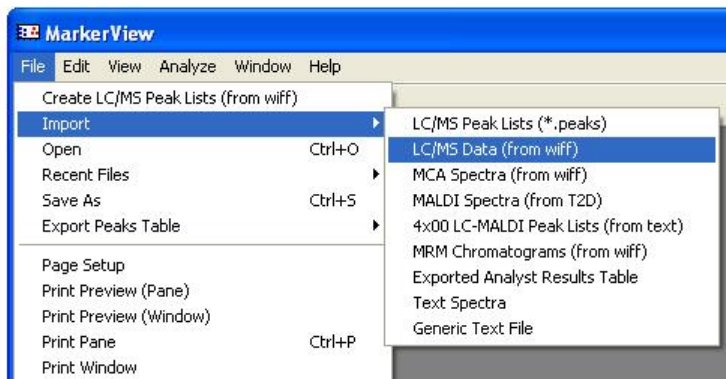 MarkerView
File Edit View Analyze Window Help
Create LC/MS Peak Lists (from wiff)
Import
Open Ctrl+O
Recent Files
Save As Ctrl+S
Export Peaks Table
Page Setup
Print Preview (Pane)
Print Preview (Window)
Print Pane Ctrl+P
Print Window
LC/MS Peak Lists (*.peaks)
LC/MS Data (from wiff)
MCA Spectra (from wiff)
MALDI Spectra (from T2D)
4x00 LC-MALDI Peak Lists (from text)
MRM Chromatograms (from wiff)
Exported Analyst Results Table
Text Spectra
Generic Text File